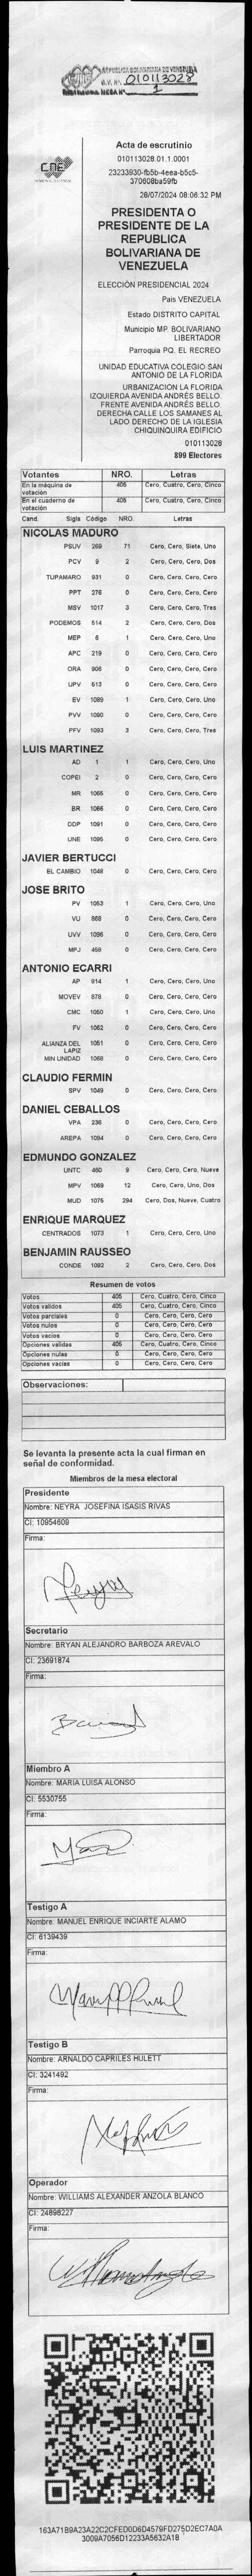 REPUBLICA BOLIVARIANA DE VENEZUELA
010113028
1
CNE
Acta de escrutinio
010113028.01.1.0001
23233930-fb5b-4eea-b5c5-
370608ba59fb
28/07/2024 08:06:32 PM
PRESIDENTA O
PRESIDENTE DE LA
REPUBLICA
BOLIVARIANA DE
VENEZUELA
ELECCIÓN PRESIDENCIAL 2024
Pais VENEZUELA
Estado DISTRITO CAPITAL
Municipio MP. BOLIVARIANO
LIBERTADOR
Parroquia PQ. EL RECREO
UNIDAD EDUCATIVA COLEGIO SAN
ANTONIO DE LA FLORIDA
URBANIZACION LA FLORIDA
IZQUIERDA AVENIDA ANDRÉS BELLO.
FRENTE AVENIDA ANDRÉS BELLO.
DERECHA CALLE LOS SAMANES AL
LADO DERECHO DE LA IGLESIA
CHIQUINQUIRA EDIFICIO
010113028
899 Electores
Votantes NRO. Letras
En la máquina de votación 405 Cero, Cuatro, Cero, Cinco
En el cuaderno de votación 405 Cero, Cuatro, Cero, Cinco
Cand. Sigla Código NRO. Letras
NICOLAS MADURO
PSUV 269 71 Cero, Cero, Siete, Uno
PCV 9 2 Cero, Cero, Cero, Dos
TUPAMARO 931 0 Cero, Cero, Cero, Cero
PPT 276 0 Cero, Cero, Cero, Cero
MSV 1017 3 Cero, Cero, Cero, Tres
PODEMOS 514 2 Cero, Cero, Cero, Dos
MEP 6 1 Cero, Cero, Cero, Uno
APC 219 0 Cero, Cero, Cero, Cero
ORA 906 0 Cero, Cero, Cero, Cero
UPV 613 0 Cero, Cero, Cero, Cero
EV 1089 1 Cero, Cero, Cero, Uno
PVV 1090 0 Cero, Cero, Cero, Cero
PFV 1093 3 Cero, Cero, Cero, Tres
LUIS MARTINEZ
AD 1 1 Cero, Cero, Cero, Uno
COPEI 2 0 Cero, Cero, Cero, Cero
MR 1065 0 Cero, Cero, Cero, Cero
BR 1066 0 Cero, Cero, Cero, Cero
DDP 1091 0 Cero, Cero, Cero, Cero
UNE 1095 0 Cero, Cero, Cero, Cero
JAVIER BERTUCCI
EL CAMBIO 1048 0 Cero, Cero, Cero, Cero
JOSE BRITO
PV 1053 1 Cero, Cero, Cero, Uno
VU 868 0 Cero, Cero, Cero, Cero
UVV 1096 0 Cero, Cero, Cero, Cero
MPJ 458 0 Cero, Cero, Cero, Cero
ANTONIO ECARRI
AP 914 1 Cero, Cero, Cero, Uno
MOVEV 878 0 Cero, Cero, Cero, Cero
CMC 1050 1 Cero, Cero, Cero, Uno
FV 1062 0 Cero, Cero, Cero, Cero
ALIANZA DEL LAPIZ 1051 0 Cero, Cero, Cero, Cero
MIN UNIDAD 1068 0 Cero, Cero, Cero, Cero
CLAUDIO FERMIN
SPV 1049 0 Cero, Cero, Cero, Cero
DANIEL CEBALLOS
VPA 236 0 Cero, Cero, Cero, Cero
AREPA 1094 0 Cero, Cero, Cero, Cero
EDMUNDO GONZALEZ
UNTC 460 9 Cero, Cero, Cero, Nueve
MPV 1069 12 Cero, Cero, Uno, Dos
MUD 1075 294 Cero, Dos, Nueve, Cuatro
ENRIQUE MARQUEZ
CENTRADOS 1073 1 Cero, Cero, Cero, Uno
BENJAMIN RAUSSEO
CONDE 1092 2 Cero, Cero, Cero, Dos
Resumen de votos
Votos 405 Cero, Cuatro, Cero, Cinco
Votos validos 405 Cero, Cuatro, Cero, Cinco
Votos parciales 0 Cero, Cero, Cero, Cero
Votos nulos 0 Cero, Cero, Cero, Cero
Votos vacios 0 Cero, Cero, Cero, Cero
Opciones validas 405 Cero, Cuatro, Cero, Cinco
Opciones nulas 0 Cero, Cero, Cero, Cero
Opciones vacias 0 Cero, Cero, Cero, Cero
Observaciones:
Se levanta la presente acta la cual firman en
señal de conformidad.
Miembros de la mesa electoral
Presidente
Nombre: NEYRA JOSEFINA ISASIS RIVAS
CI: 10954609
Firma:
Secretario
Nombre: BRYAN ALEJANDRO BARBOZA AREVALO
CI: 23691874
Firma:
Miembro A
Nombre: MARIA LUISA ALONSO
CI: 5530755
Firma:
Testigo A
Nombre: MANUEL ENRIQUE INCIARTE ALAMO
CI: 6139439
Firma:
Testigo B
Nombre: ARNALDO CAPRILES HULETT
CI: 3241492
Firma:
Operador
Nombre: WILLIAMS ALEXANDER ANZOLA BLANCO
CI: 24898227
Firma:
163A71B9A23A22C2CFED0D6D4579FD275D2EC7A0A
3009A7056D12233A5632A18